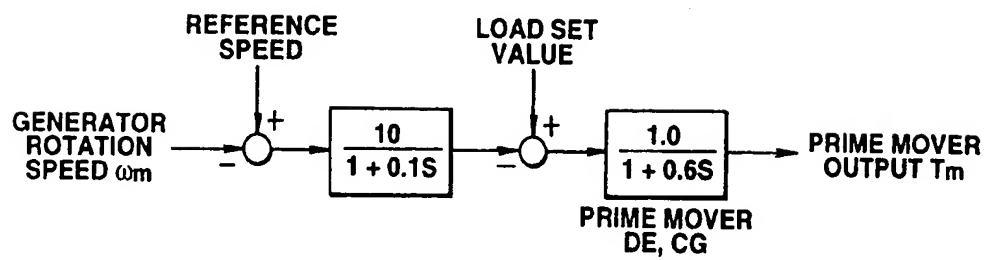 REFERENCE
SPEED
LOAD SET
VALUE
GENERATOR
ROTATION
SPEED ωm
+
−
10
1 + 0.1S
+
−
1.0
1 + 0.6S
PRIME MOVER
OUTPUT Tm
PRIME MOVER
DE, CG